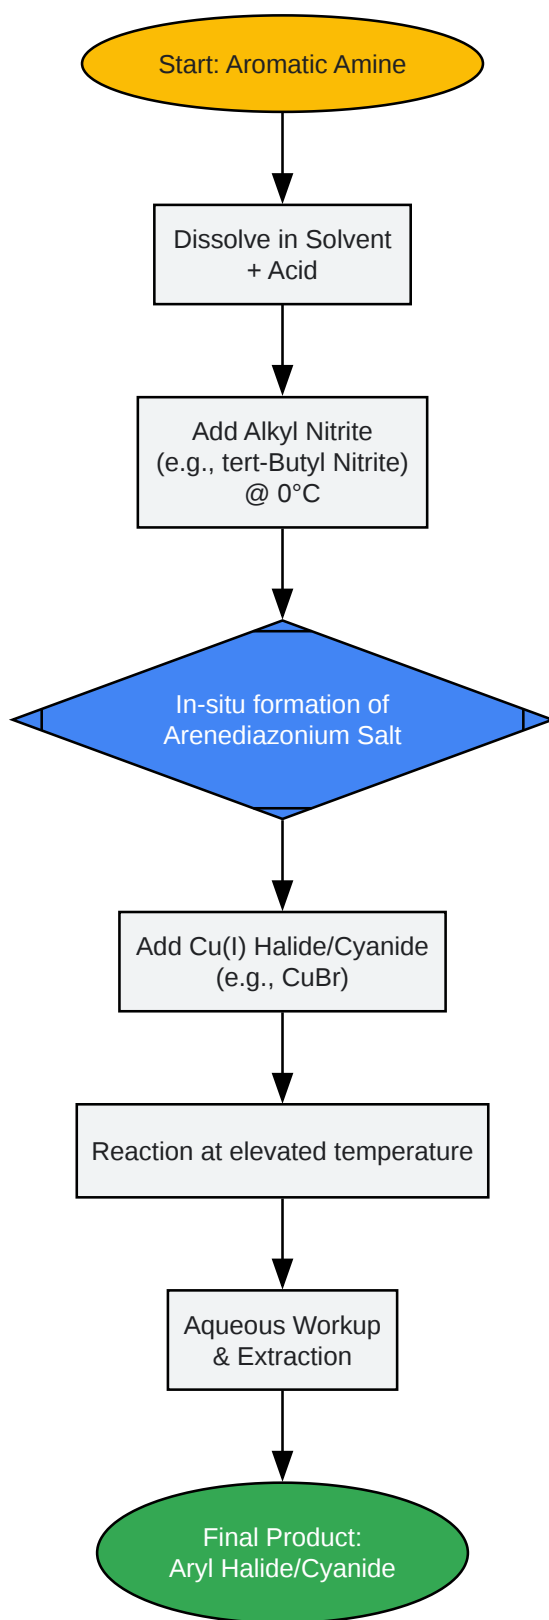 Start: Aromatic Amine
Dissolve in Solvent
+ Acid
Add Alkyl Nitrite
(e.g., tert-Butyl Nitrite)
@ 0°C
In-situ formation of
Arenediazonium Salt
Add Cu(I) Halide/Cyanide
(e.g., CuBr)
Reaction at elevated temperature
Aqueous Workup
& Extraction
Final Product:
Aryl Halide/Cyanide